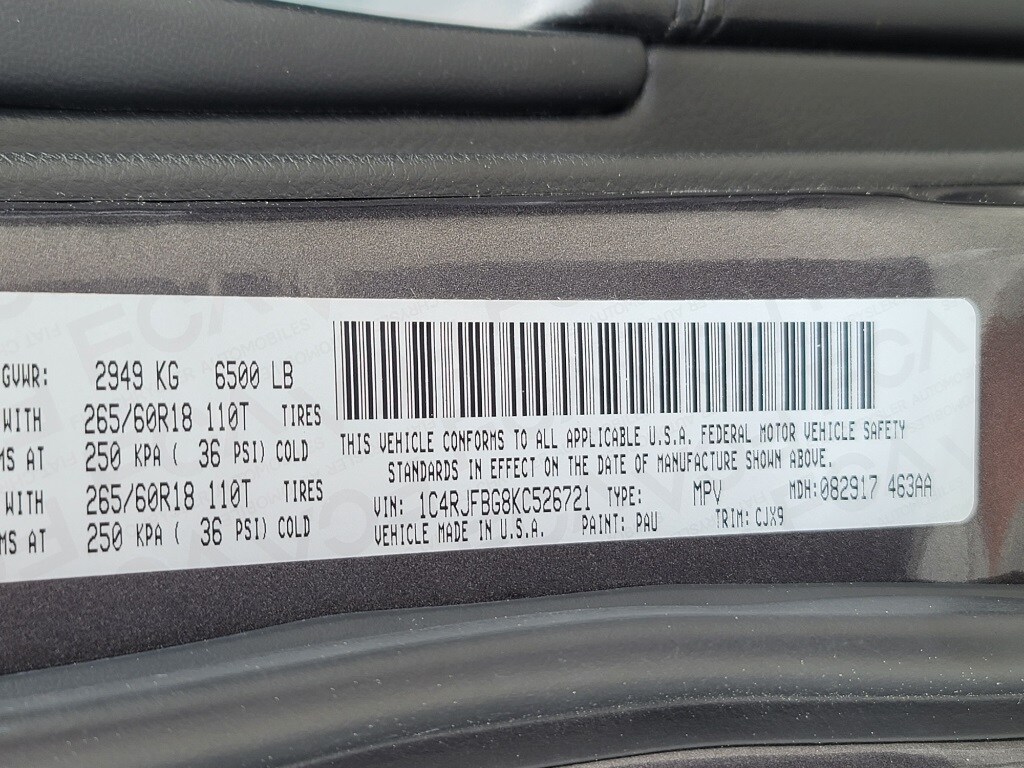 GVWR: 2949 KG 6500 LB
WITH 265/60R18 110T TIRES
MS AT 250 KPA ( 36 PSI) COLD
265/60R18 110T TIRES
MS AT 250 KPA ( 36 PSI) COLD
THIS VEHICLE CONFORMS TO ALL APPLICABLE U.S.A. FEDERAL MOTOR VEHICLE SAFETY
STANDARDS IN EFFECT ON THE DATE OF MANUFACTURE SHOWN ABOVE.
VIN: 1C4RJFBG8KC526721 TYPE: MPV MDH:082917 463AA
VEHICLE MADE IN U.S.A. PAINT: PAU TRIM: CJX9